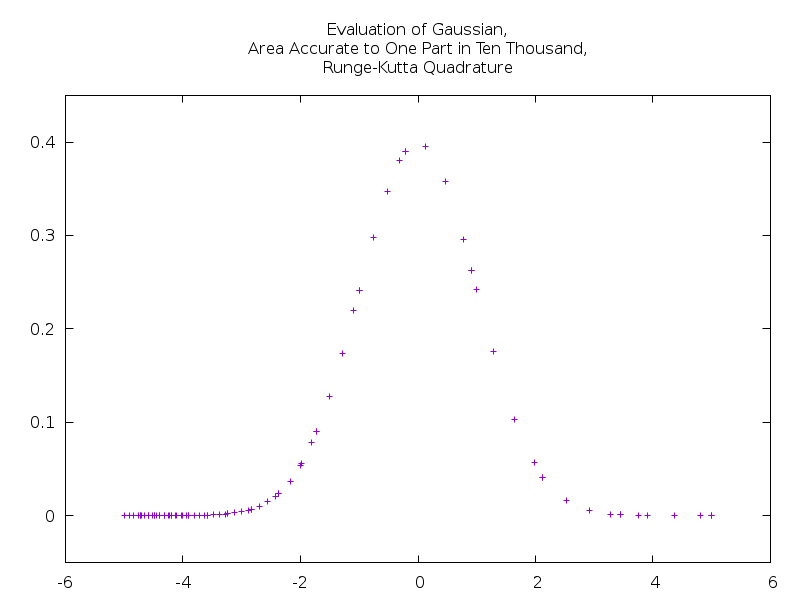 Evaluation of Gaussian,
Area Accurate to One Part in Ten Thousand,
Runge-Kutta Quadrature
0.4
0.3
0.2
0.1
0
-6 -4 -2 0 2 4 6